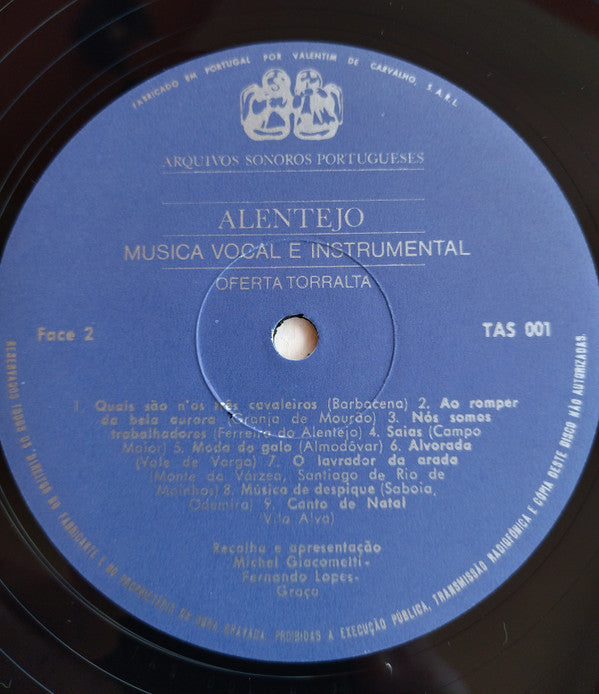 FABRICADO EM PORTUGAL POR VALENTIM DE CARVALHO, S.A.R.L.
ARQUIVOS SONOROS PORTUGUESES
ALENTEJO
MUSICA VOCAL E INSTRUMENTAL
OFERTA TORRALTA
Face 2
TAS 001
1. Quais são n'os três cavaleiros (Barbacena) 2. Ao romper
da bela aurora (Granja de Mourão) 3. Nós somos
trabalhadores (Ferreira do Alentejo) 4. Saias (Campo
Maior) 5. Moda do galo (Almodôvar) 6. Alvorada
(Vale de Vargo) 7. O lavrador da arada
(Monte da Várzea, Santiago de Rio de
Moinhos) 8. Música de despique (Saboia,
Odemira) 9. Canto de Natal
Vila Alva)
Recolha e apresentação
Michel Giacometti-
Fernando Lopes-
Graça
RESERVADOS TODOS OS DIREITOS DO FABRICANTE E DO PROPRIETÁRIO DA OBRA GRAVADA. PROIBIDAS A EXECUÇÃO PÚBLICA, TRANSMISSÃO RADIOFÓNICA E CÓPIA DESTE DISCO NÃO AUTORIZADAS.